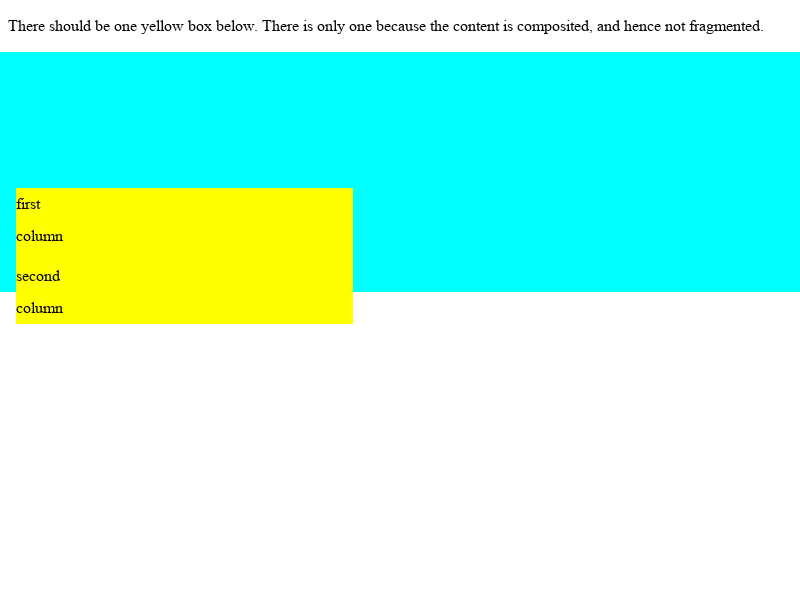 There should be one yellow box below. There is only one because the content is composited, and hence not fragmented.
first
column
second
column